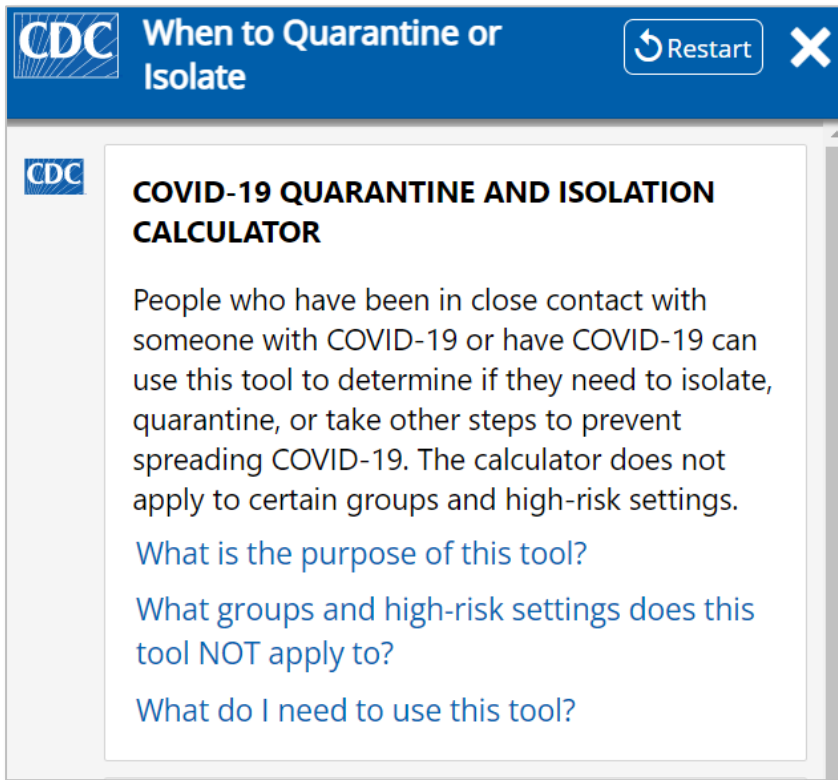 CDC
When to Quarantine or
Isolate
Restart
CDC
COVID-19 QUARANTINE AND ISOLATION
CALCULATOR
People who have been in close contact with
someone with COVID-19 or have COVID-19 can
use this tool to determine if they need to isolate,
quarantine, or take other steps to prevent
spreading COVID-19. The calculator does not
apply to certain groups and high-risk settings.
What is the purpose of this tool?
What groups and high-risk settings does this
tool NOT apply to?
What do I need to use this tool?